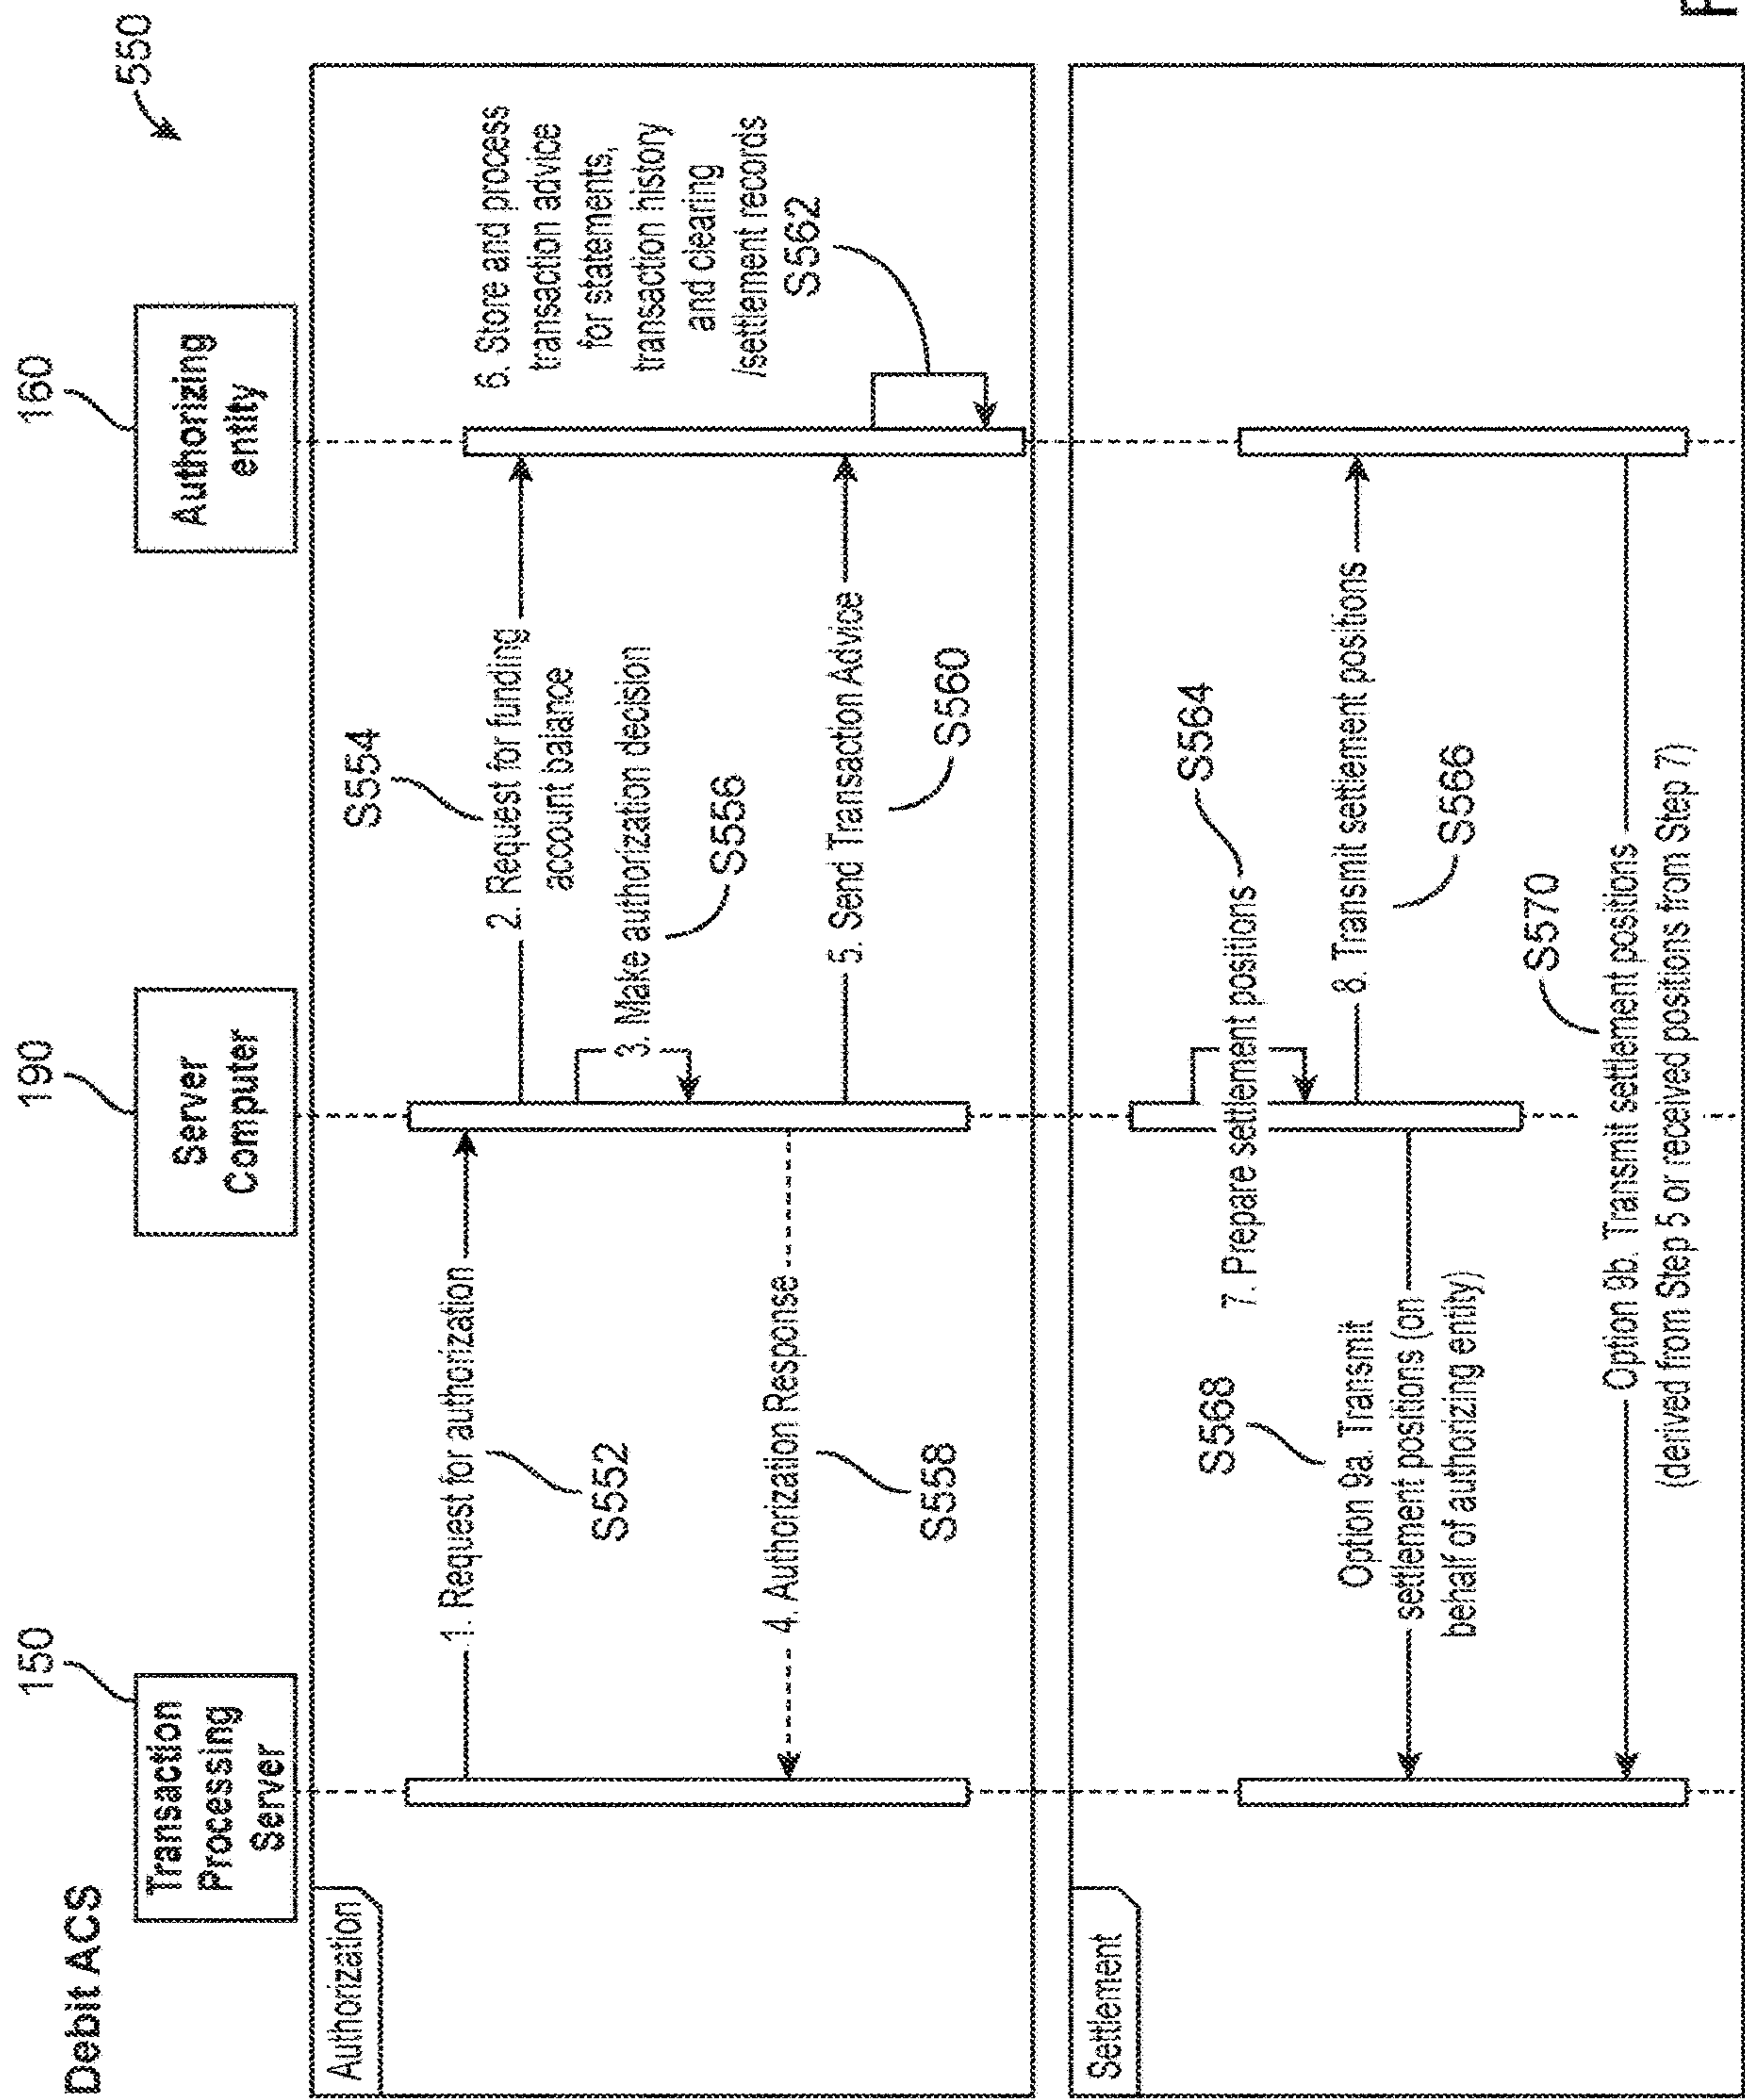 Debit ACS
550
150
Transaction
Processing
Server
190
Server
Computer
160
Authorizing
entity
Authorization
1. Request for authorization
S552
S554
2. Request for funding
account balance
3. Make authorization decision
S556
4. Authorization Response
S558
5. Send Transaction Advice
S560
6. Store and process
transaction advice
for statements,
transaction history
and clearing
/settlement records
S562
Settlement
7. Prepare settlement positions
S564
8. Transmit settlement positions
S566
S568
Option 9a. Transmit
settlement positions (on
behalf of authorizing entity)
S570
Option 9b. Transmit settlement positions
(derived from Step 5 or received positions from Step 7)